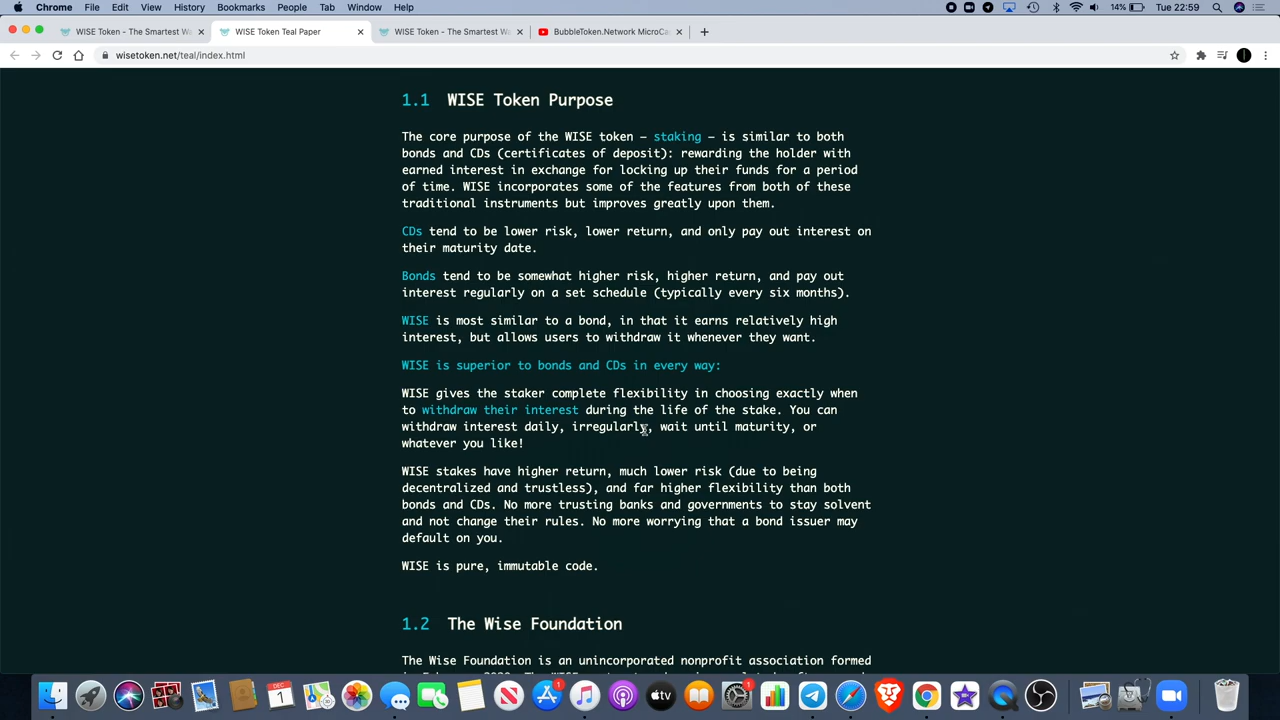 Chrome File Edit View History Bookmarks People Tab Window Help 14% Tue 22:59
WISE Token - The Smartest W
WISE Token Teal Paper
WISE Token - The Smartest W
BubbleToken.Network MicroCa
wisetoken.net/teal/index.html
1.1 WISE Token Purpose
The core purpose of the WISE token – staking – is similar to both
bonds and CDs (certificates of deposit): rewarding the holder with
earned interest in exchange for locking up their funds for a period
of time. WISE incorporates some of the features from both of these
traditional instruments but improves greatly upon them.
CDs tend to be lower risk, lower return, and only pay out interest on
their maturity date.
Bonds tend to be somewhat higher risk, higher return, and pay out
interest regularly on a set schedule (typically every six months).
WISE is most similar to a bond, in that it earns relatively high
interest, but allows users to withdraw it whenever they want.
WISE is superior to bonds and CDs in every way:
WISE gives the staker complete flexibility in choosing exactly when
to withdraw their interest during the life of the stake. You can
withdraw interest daily, irregularly, wait until maturity, or
whatever you like!
WISE stakes have higher return, much lower risk (due to being
decentralized and trustless), and far higher flexibility than both
bonds and CDs. No more trusting banks and governments to stay solvent
and not change their rules. No more worrying that a bond issuer may
default on you.
WISE is pure, immutable code.
1.2 The Wise Foundation
The Wise Foundation is an unincorporated nonprofit association formed
DEC
1
1
tv
1